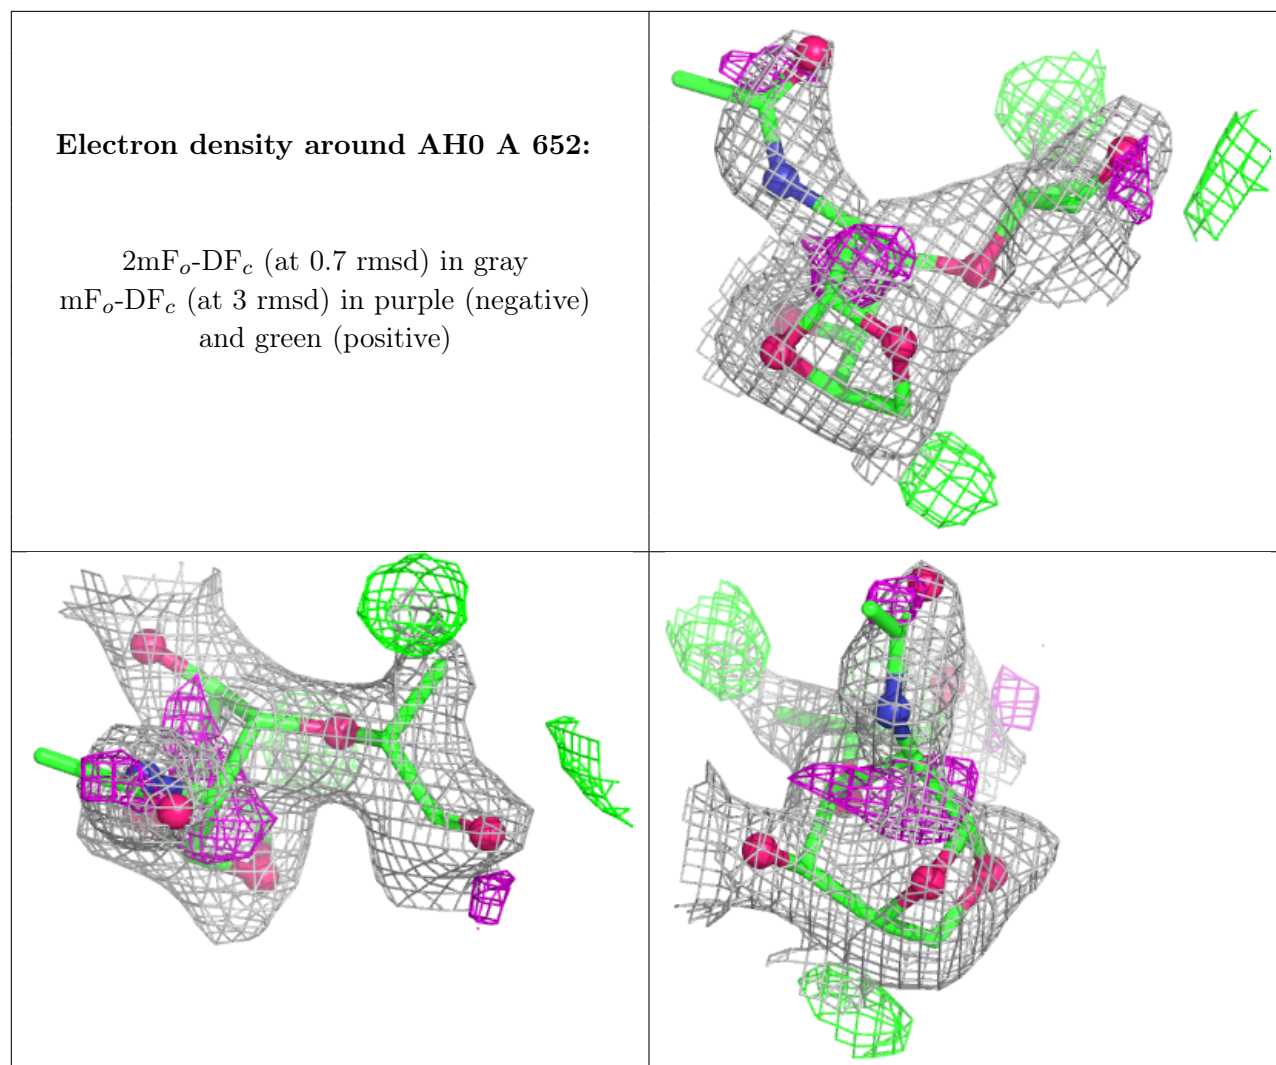 Electron density around AH0 A 652:
2mFₒ-DF𝑐 (at 0.7 rmsd) in gray
mFₒ-DF𝑐 (at 3 rmsd) in purple (negative)
and green (positive)